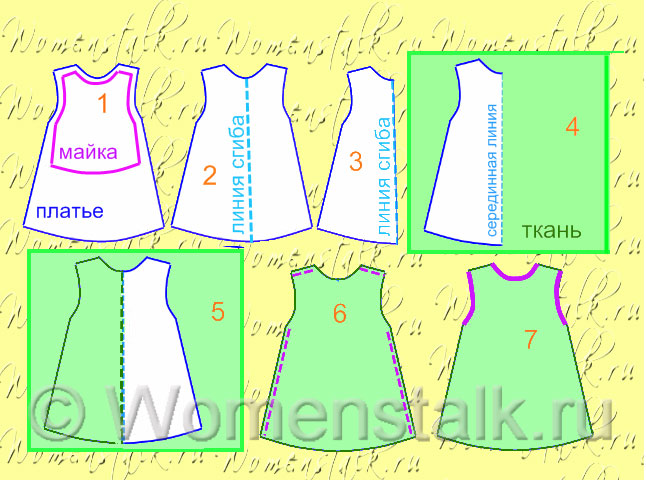 1
майка
платье
2
линия сгиба
3
линия сгиба
4
серединная линия
ткань
5
6
7
© Womenstalk.ru